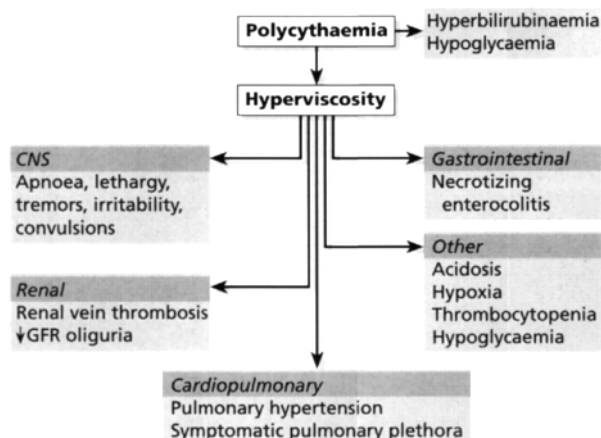 Polycythaemia
Hyperbilirubinaemia
Hypoglycaemia
Hyperviscosity
CNS
Apnoea, lethargy,
tremors, irritability,
convulsions
Gastrointestinal
Necrotizing
enterocolitis
Other
Acidosis
Hypoxia
Thrombocytopenia
Hypoglycaemia
Renal
Renal vein thrombosis
↓GFR oliguria
Cardiopulmonary
Pulmonary hypertension
Symptomatic pulmonary plethora